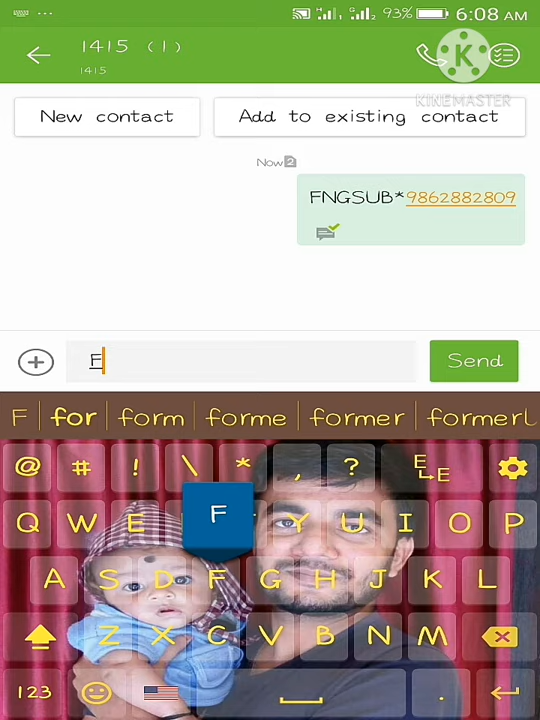 93% 6:08 AM
1415 (1)
1415
K
KINEMASTER
New contact Add to existing contact
Now 2
FNGSUB*9862882809
F Send
F for form forme former formerl
@ # ! \ * , ? E E
Q W E F Y U I O P
A S D F G H J K L
Z X C V B N M
123 .